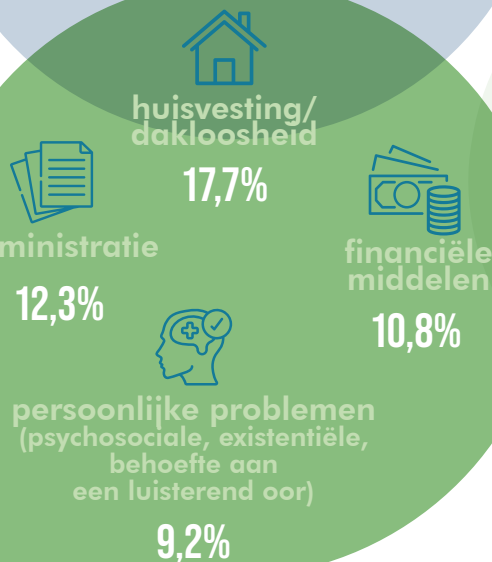 huisvesting/
dakloosheid
17,7%
ministratie
12,3%
financiële
middelen
10,8%
persoonlijke problemen
(psychosociale, existentiële,
behoefte aan
een luisterend oor)
9,2%